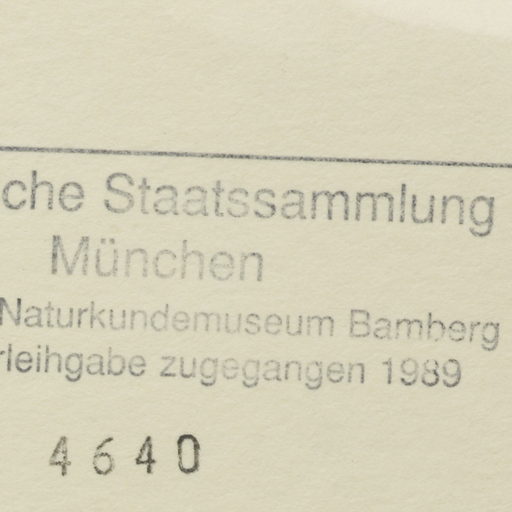 che Staatssammlung
München
Naturkundemuseum Bamberg
rleihgabe zugegangen 1989
4640